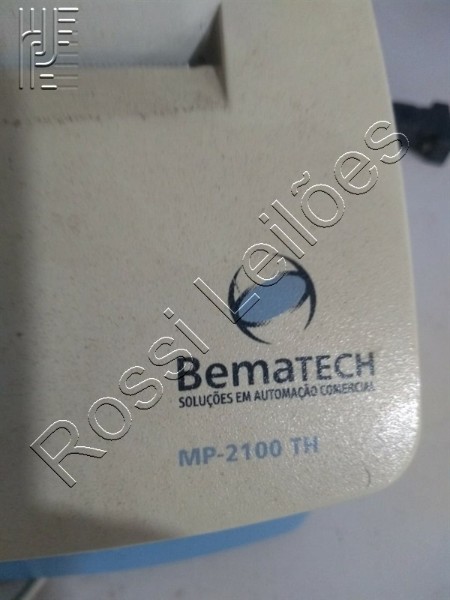 Rossi Leilões
BemaTECH
SOLUÇÕES EM AUTOMAÇÃO COMERCIAL
MP-2100 TH